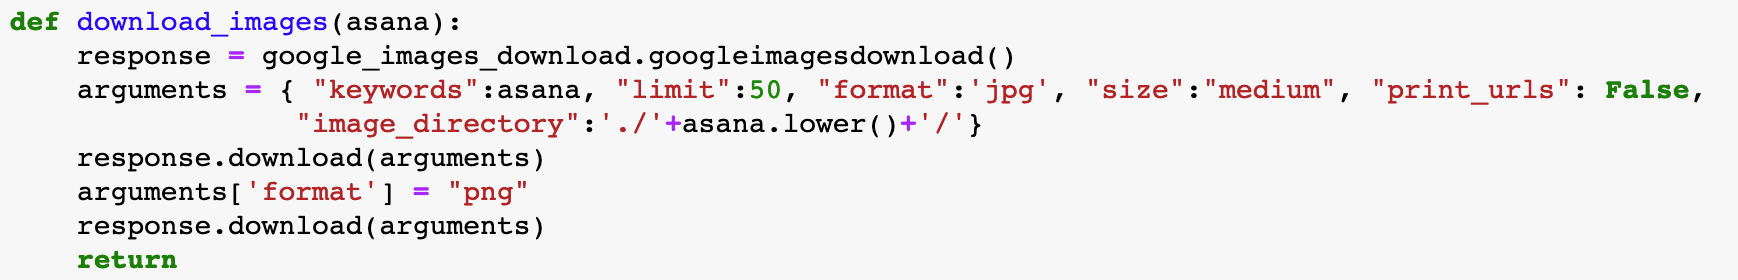 def download_images(asana):
    response = google_images_download.googleimagesdownload()
    arguments = { "keywords":asana, "limit":50, "format":'jpg', "size":"medium", "print_urls": False,
                 "image_directory":'./'+asana.lower()+'/'}
    response.download(arguments)
    arguments['format'] = "png"
    response.download(arguments)
    return